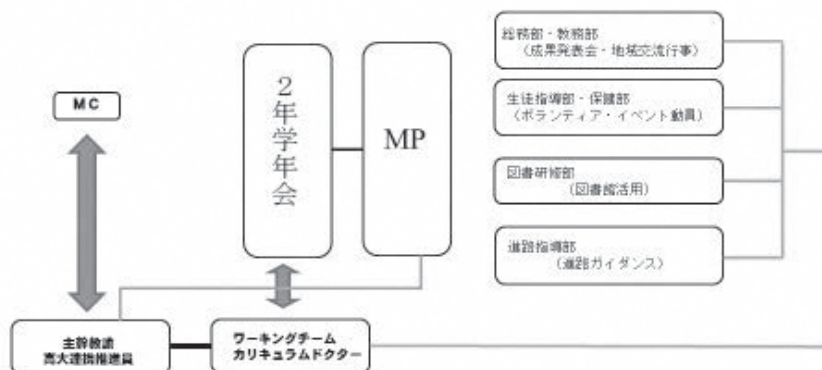 MC
2年学年会
MP
総務部・教務部
(成果発表会・地域交流行事)
生徒指導部・保健部
(ボランティア・イベント動員)
図書研修部
(図書館活用)
進路指導部
(進路ガイダンス)
主幹教諭
高大連携推進員
ワーキングチーム
カリキュラムドクター